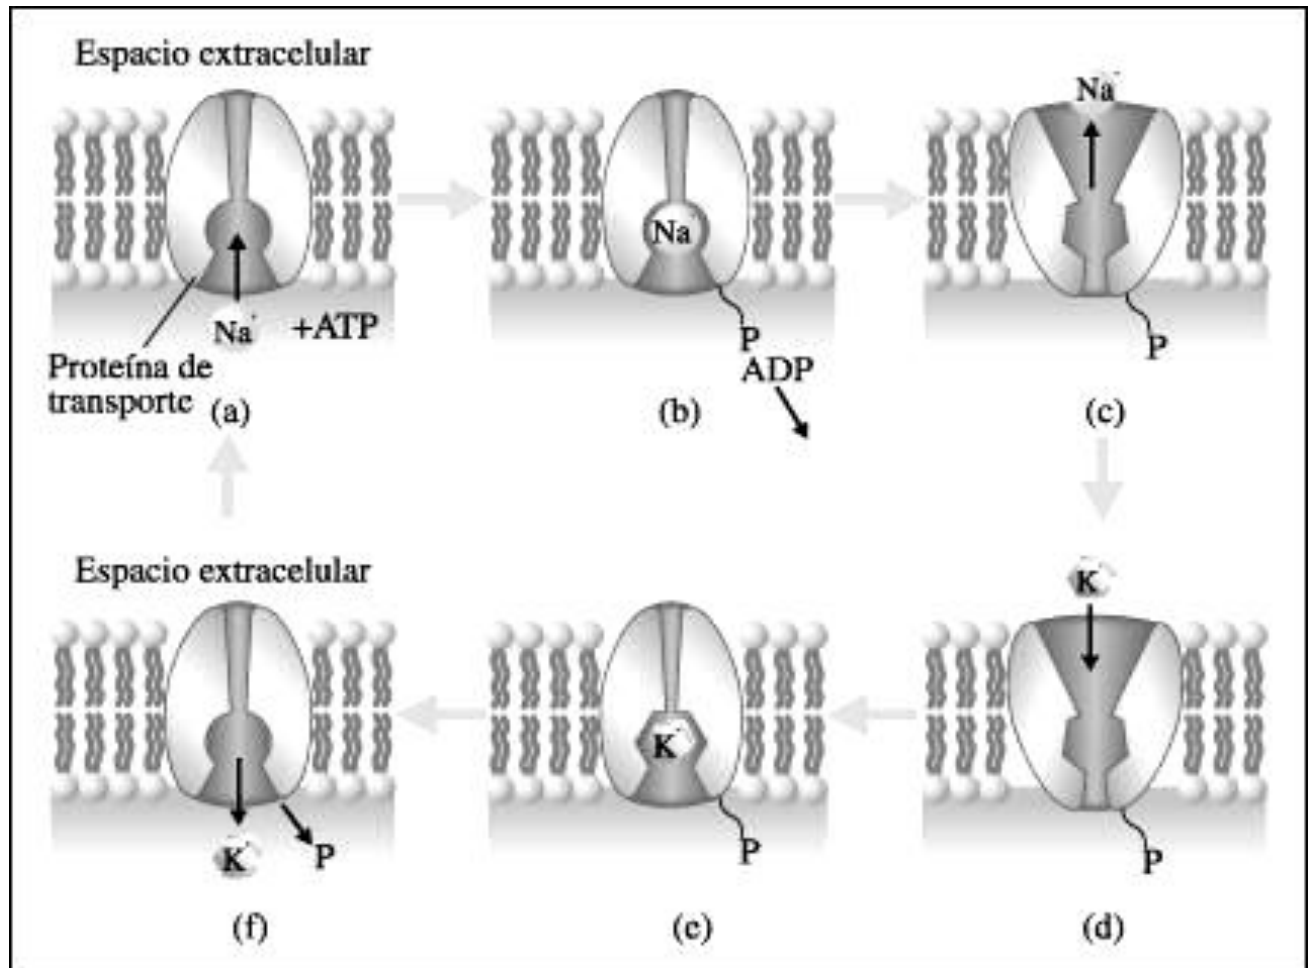 Espacio extracelular
Na+
+ATP
Proteína de
transporte
(a)
Na+
P
ADP
(b)
Na+
P
(c)
Espacio extracelular
K+
P
(f)
K+
P
(e)
K+
P
(d)